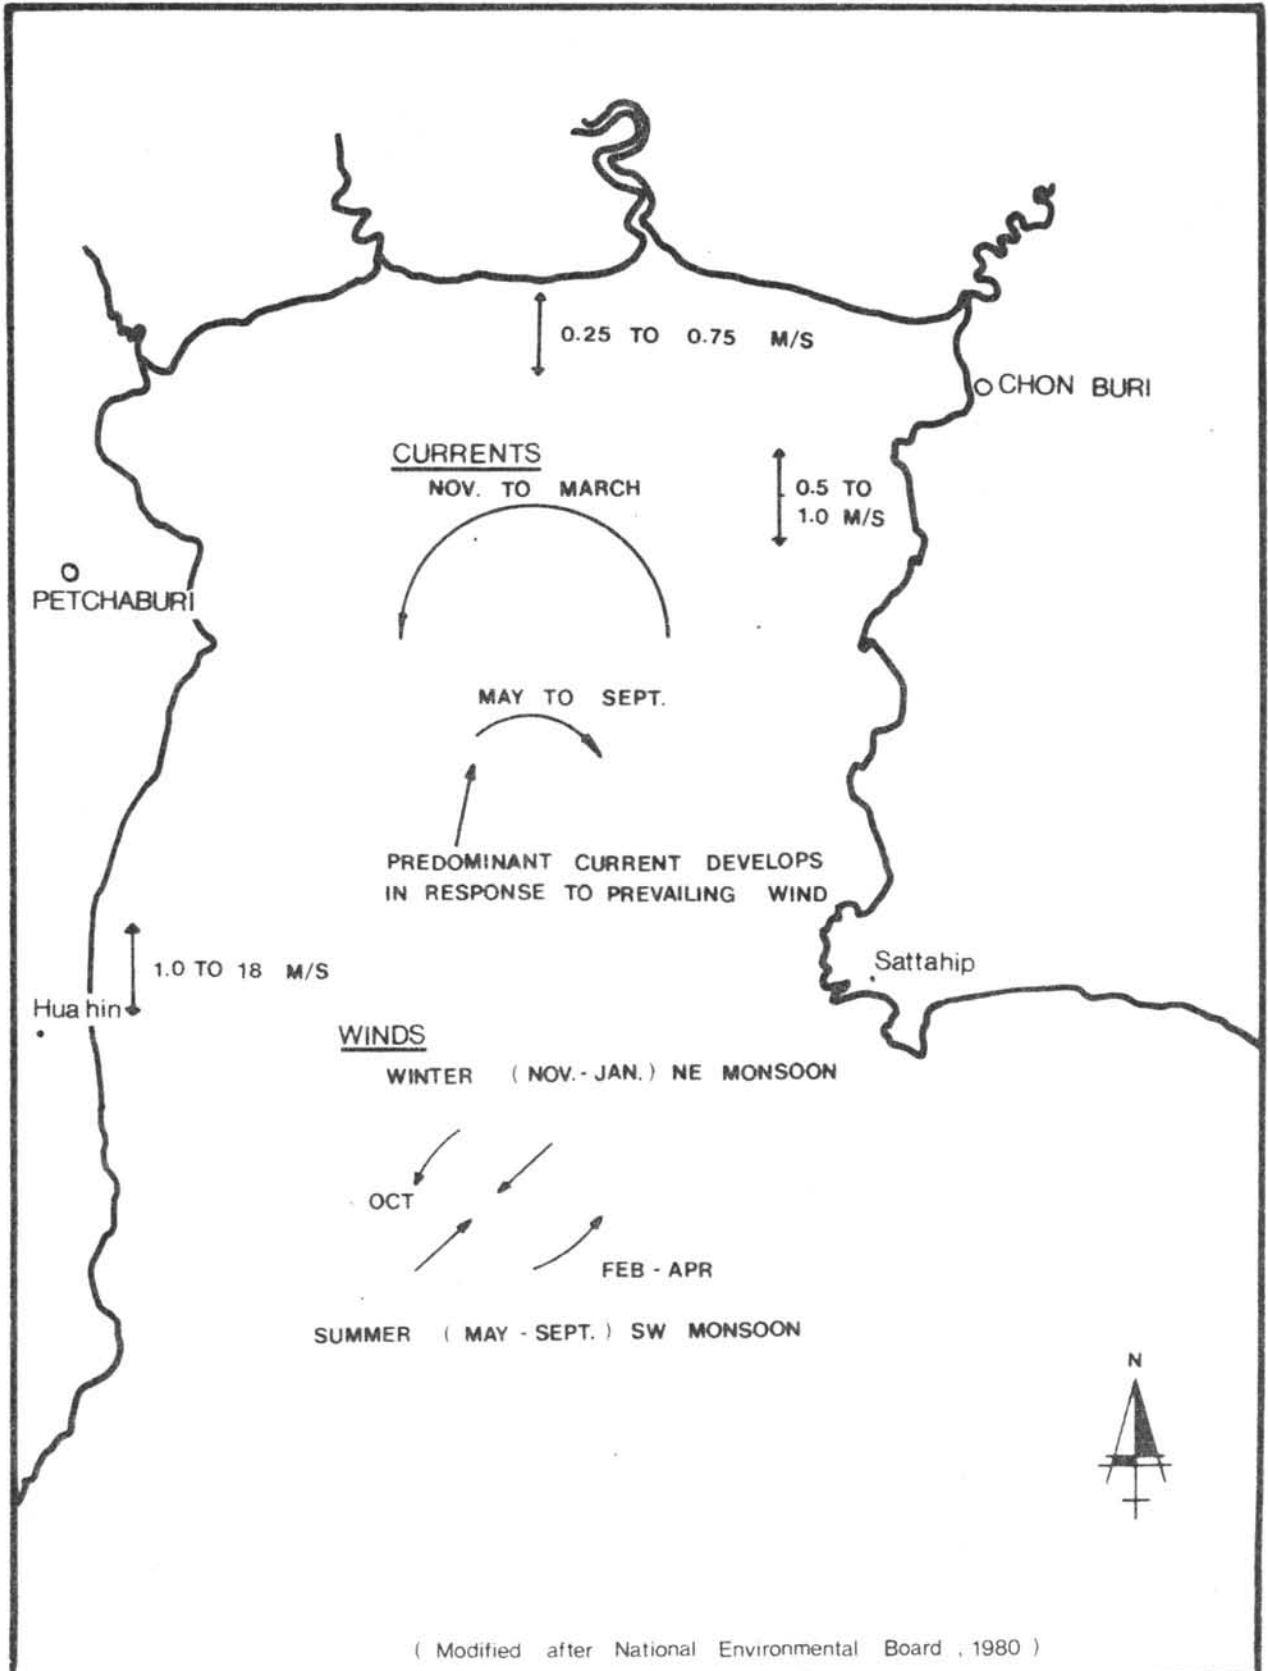 0.25 TO 0.75 M/S
CHON BURI
CURRENTS
NOV. TO MARCH
0.5 TO
1.0 M/S
PETCHABURI
MAY TO SEPT.
PREDOMINANT CURRENT DEVELOPS
IN RESPONSE TO PREVAILING WIND
Sattahip
1.0 TO 18 M/S
Hua hin
WINDS
WINTER ( NOV. - JAN. ) NE MONSOON
OCT
FEB - APR
SUMMER ( MAY - SEPT. ) SW MONSOON
N
( Modified after National Environmental Board , 1980 )